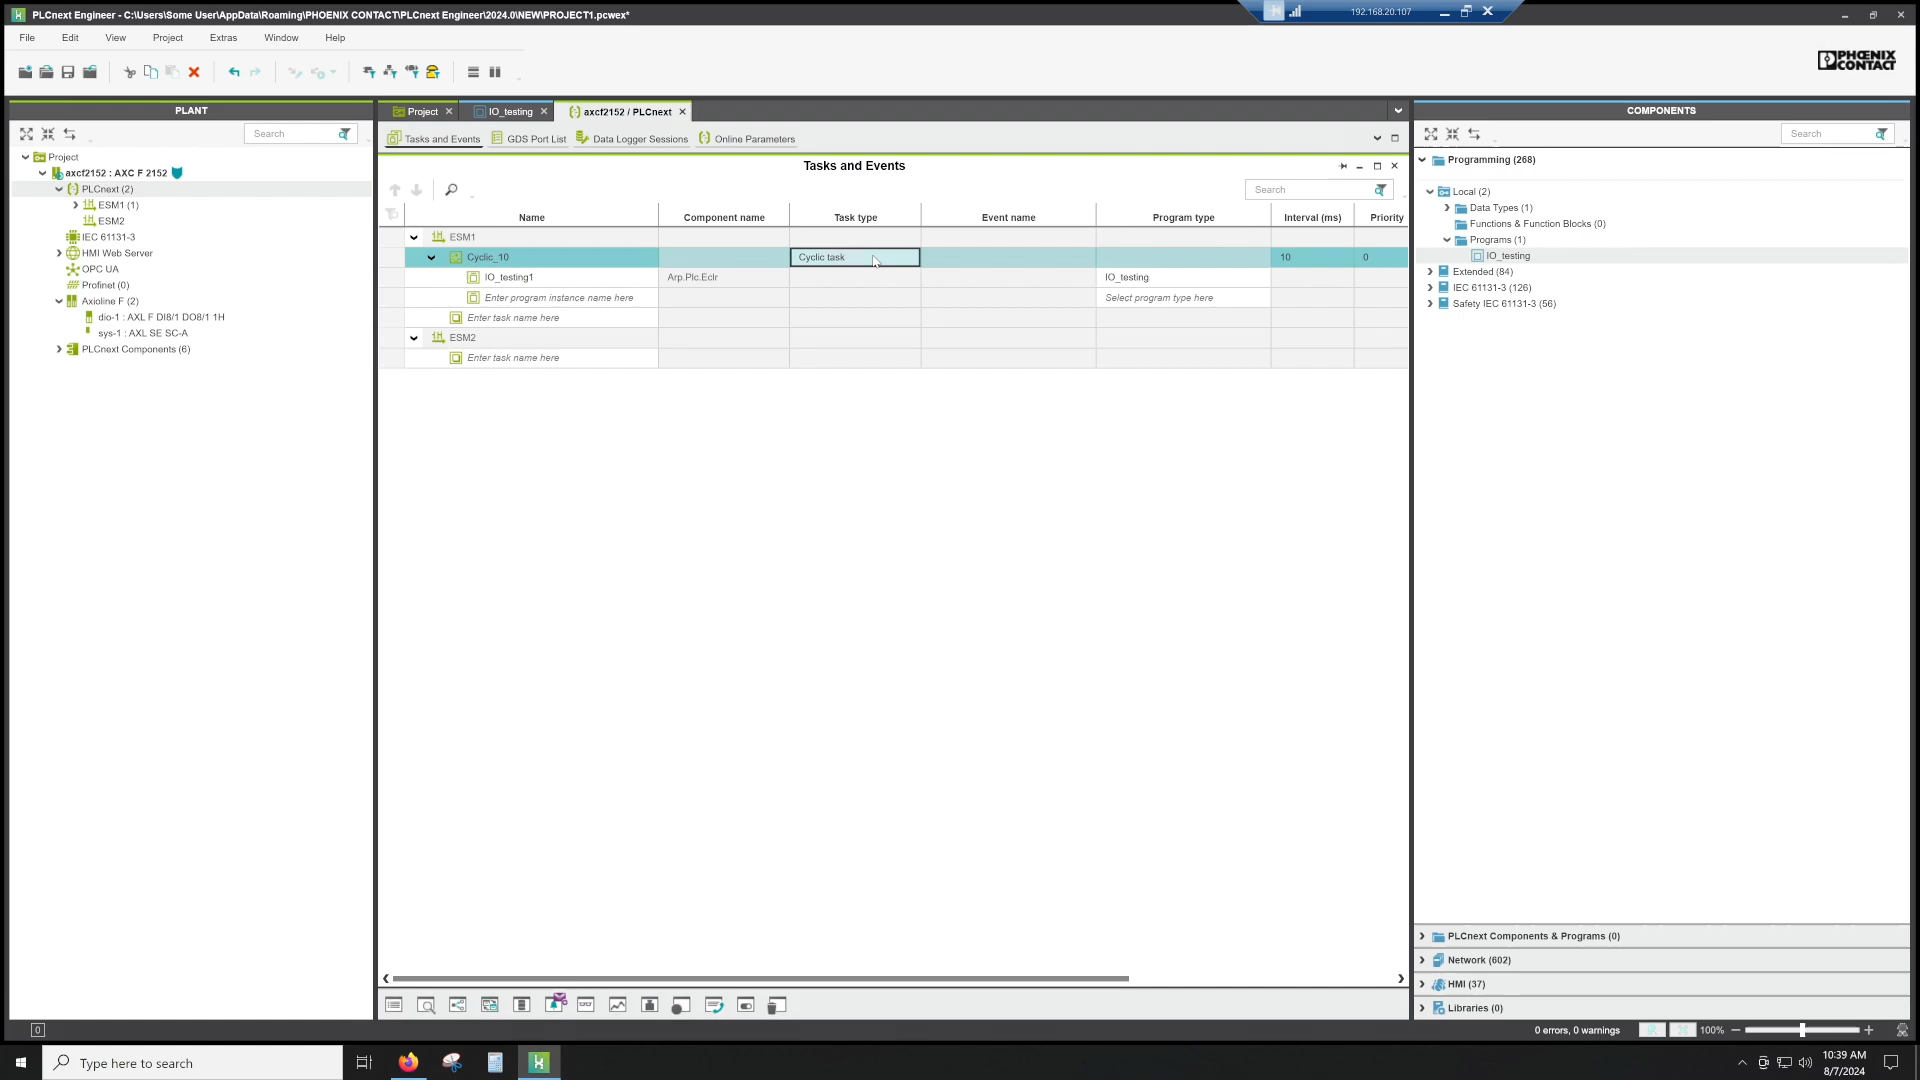 PLCnext Engineer - C:\Users\Some User\AppData\Roaming\PHOENIX CONTACT\PLCnext Engineer\2024.0\NEW\PROJECT1.pcwex*
192.168.20.107
File Edit View Project Extras Window Help
PHŒNIX
CONTACT
PLANT
Search
Project
axcf2152 : AXC F 2152
PLCnext (2)
ESM1 (1)
ESM2
IEC 61131-3
HMI Web Server
OPC UA
Profinet (0)
Axioline F (2)
dio-1 : AXL F DI8/1 DO8/1 1H
sys-1 : AXL SE SC-A
PLCnext Components (6)
Project IO_testing axcf2152 / PLCnext
Tasks and Events GDS Port List Data Logger Sessions Online Parameters
Tasks and Events
Search
Name Component name Task type Event name Program type Interval (ms) Priority
ESM1
Cyclic_10 Cyclic task 10 0
IO_testing1 Arp.Plc.Eclr IO_testing
Enter program instance name here Select program type here
Enter task name here
ESM2
Enter task name here
COMPONENTS
Search
Programming (268)
Local (2)
Data Types (1)
Functions & Function Blocks (0)
Programs (1)
IO_testing
Extended (84)
IEC 61131-3 (126)
Safety IEC 61131-3 (56)
PLCnext Components & Programs (0)
Network (602)
HMI (37)
Libraries (0)
0
0 errors, 0 warnings 100%
Type here to search
10:39 AM
8/7/2024